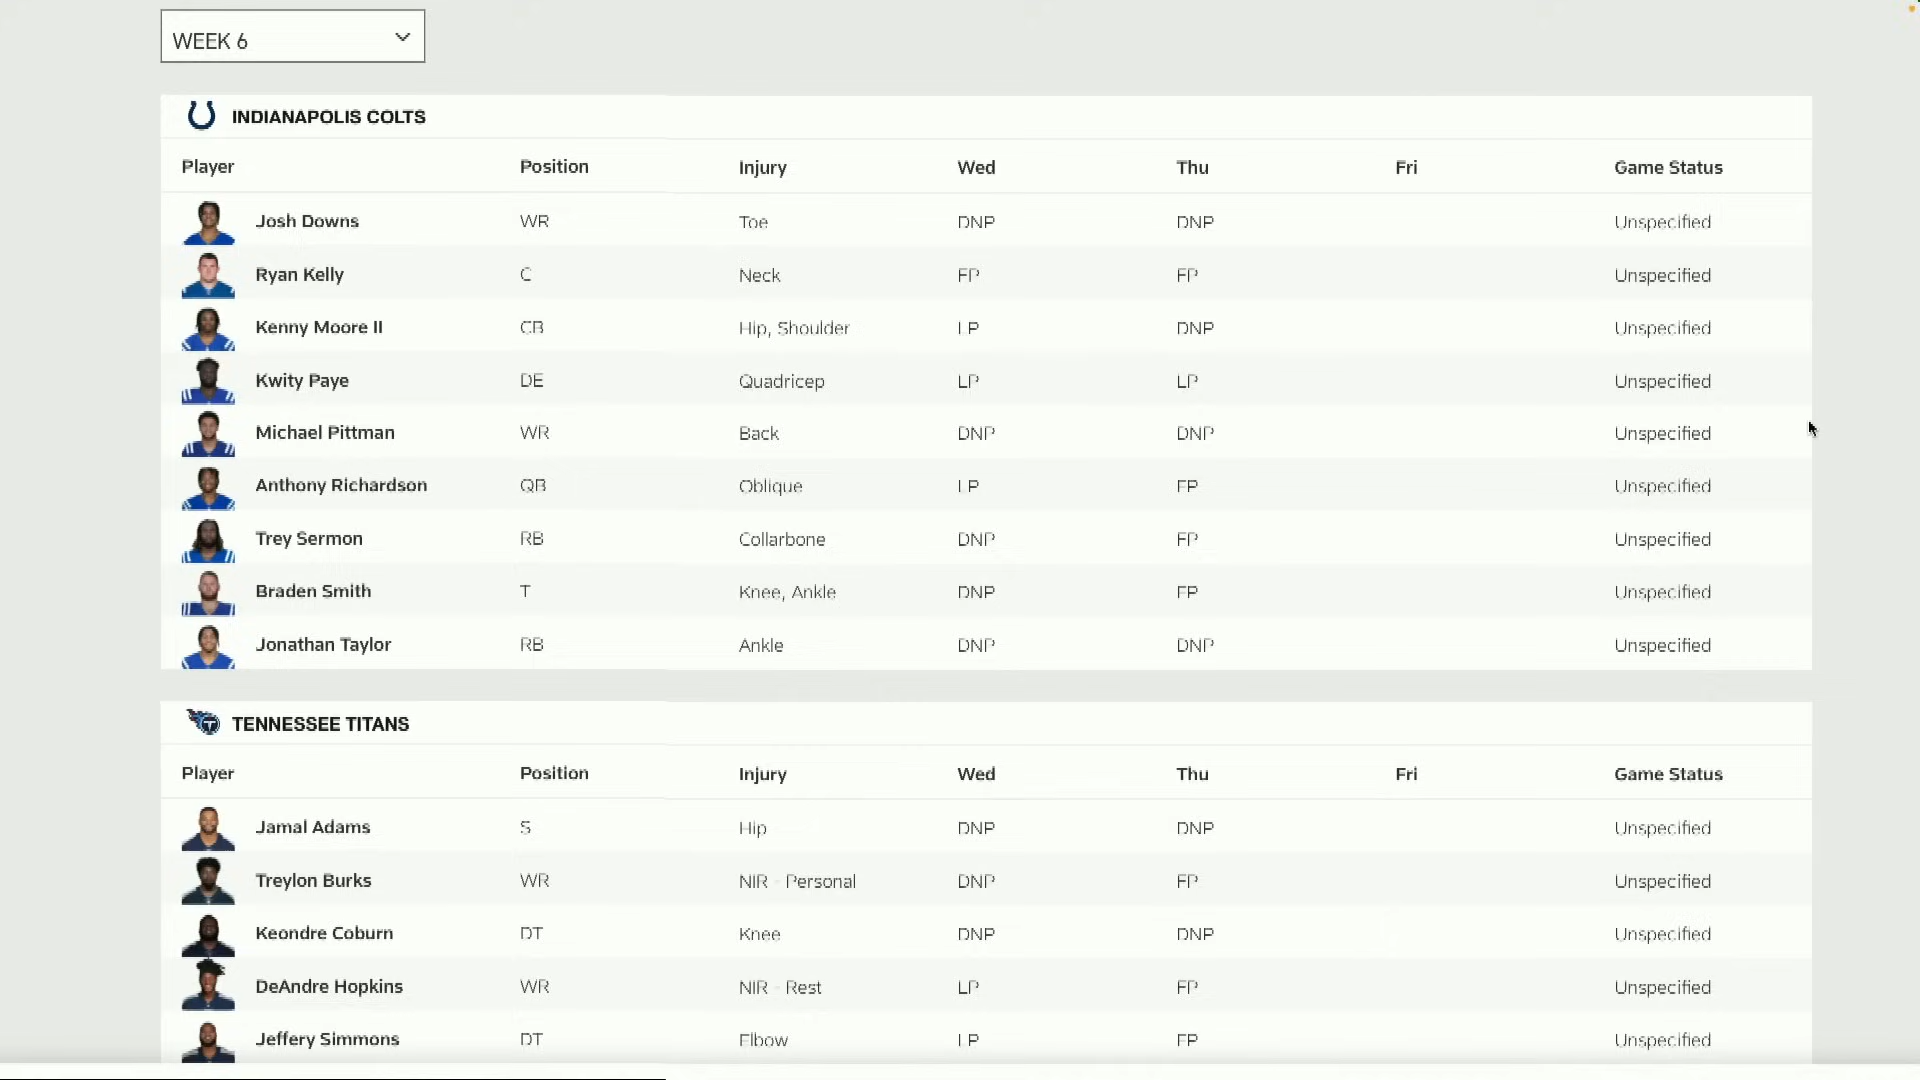 WEEK 6
INDIANAPOLIS COLTS
Player Position Injury Wed Thu Fri Game Status
Josh Downs WR Toe DNP DNP Unspecified
Ryan Kelly C Neck FP FP Unspecified
Kenny Moore II CB Hip, Shoulder LP DNP Unspecified
Kwity Paye DE Quadricep LP LP Unspecified
Michael Pittman WR Back DNP DNP Unspecified
Anthony Richardson QB Oblique LP FP Unspecified
Trey Sermon RB Collarbone DNP FP Unspecified
Braden Smith T Knee, Ankle DNP FP Unspecified
Jonathan Taylor RB Ankle DNP DNP Unspecified
TENNESSEE TITANS
Player Position Injury Wed Thu Fri Game Status
Jamal Adams S Hip DNP DNP Unspecified
Treylon Burks WR NIR - Personal DNP FP Unspecified
Keondre Coburn DT Knee DNP DNP Unspecified
DeAndre Hopkins WR NIR - Rest LP FP Unspecified
Jeffery Simmons DT Elbow LP FP Unspecified